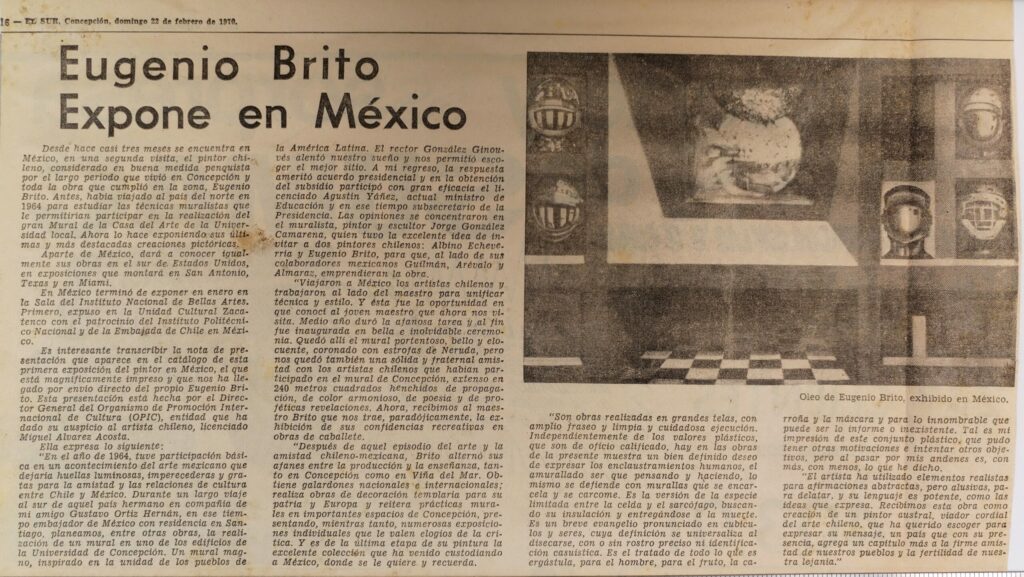 16 — EL SUR, Concepción, domingo 22 de febrero de 1970.
Eugenio Brito
Expone en México
Desde hace casi tres meses se encuentra en
México, en una segunda visita, el pintor chi-
leno, considerado en buena medida penquista
por el largo período que vivió en Concepción y
toda la obra que cumplió en la zona, Eugenio
Brito. Antes, había viajado al país del norte en
1964 para estudiar las técnicas muralistas que
le permitirían participar en la realización del
gran Mural de la Casa del Arte de la Univer-
sidad local. Ahora lo hace exponiendo sus últi-
mas y más destacadas creaciones pictóricas.
Aparte de México, dará a conocer igual-
mente sus obras en el sur de Estados Unidos,
en exposiciones que montará en San Antonio,
Texas y en Miami.
En México terminó de exponer en enero en
la Sala del Instituto Nacional de Bellas Artes.
Primero, expuso en la Unidad Cultural Zaca-
tenco con el patrocinio del Instituto Politécni-
co Nacional y de la Embajada de Chile en Méxi-
co.
Es interesante transcribir la nota de pre-
sentación que aparece en el catálogo de esta
primera exposición del pintor en México, el que
está magníficamente impreso y que nos ha lle-
gado por envío directo del propio Eugenio Bri-
to. Esta presentación está hecha por el Direc-
tor General del Organismo de Promoción Inter-
nacional de Cultura (OPIC), entidad que ha
dado su auspicio al artista chileno, licenciado
Miguel Alvarez Acosta.
Ella expresa lo siguiente:
"En el año de 1964, tuve participación bási-
ca en un acontecimiento del arte mexicano que
dejaría huellas luminosas, imperecederas y gra-
tas para la amistad y las relaciones de cultura
entre Chile y México. Durante un largo viaje
al sur de aquel país hermano en compañía de
mi amigo Gustavo Ortiz Hernán, en ese tiem-
po embajador de México con residencia en San-
tiago, planeamos, entre otras obras, la reali-
zación de un mural en uno de los edificios de
la Universidad de Concepción. Un mural mag-
no, inspirado en la unidad de los pueblos de
la América Latina. El rector González Ginou-
vés alentó nuestro sueño y nos permitió esco-
ger el mejor sitio. A mi regreso, la respuesta
ameritó acuerdo presidencial y en la obtención
del subsidio participó con gran eficacia el li-
cenciado Agustín Yáñez, actual ministro de
Educación y en ese tiempo subsecretario de la
Presidencia. Las opiniones se concentraron en
el muralista, pintor y escultor Jorge González
Camarena, quien tuvo la excelente idea de in-
vitar a dos pintores chilenos: Albino Echeve-
rría y Eugenio Brito, para que, al lado de sus
colaboradores mexicanos Guilmán, Arévalo y
Almaraz, emprendieran la obra.
"Viajaron a México los artistas chilenos y
trabajaron al lado del maestro para unificar
técnica y estilo. Y ésta fue la oportunidad en
que conocí al joven maestro que ahora nos vi-
sita. Medio año duró la afanosa tarea y al fin
fue inaugurada en bella e inolvidable ceremo-
nia. Quedó allí el mural portentoso, bello y elo-
cuente, coronado con estrofas de Neruda, pero
nos quedó también una sólida y fraternal amis-
tad con los artistas chilenos que habían par-
ticipado en el mural de Concepción, extenso en
240 metros cuadrados henchidos de propaga-
ción, de color armonioso, de poesía y de pro-
féticas revelaciones. Ahora, recibimos al maes-
tro Brito que nos trae, paradójicamente, la ex-
hibición de sus confidencias recreativas en
obras de caballete.
"Después de aquel episodio del arte y la
amistad chileno-mexicana, Brito alternó sus
afanes entre la producción y la enseñanza, tan-
to en Concepción como en Viña del Mar. Ob-
tiene galardones nacionales e internacionales;
realiza obras de decoración templaria para su
patria y Europa y reitera prácticas mura-
les en importantes espacios de Concepción, pre-
sentando, mientras tanto, numerosas exposicio-
nes individuales que le valen elogios de la crí-
tica. Y es de la última etapa de su pintura la
excelente colección que ha venido custodiando
a México, donde se le quiere y recuerda.
Oleo de Eugenio Brito, exhibido en México.
"Son obras realizadas en grandes telas, con
amplio fraseo y limpia y cuidadosa ejecución.
Independientemente de los valores plásticos,
que son de oficio calificado, hay en las obras
de la presente muestra un bien definido deseo
de expresar los enclaustramientos humanos, el
amurallado ser que pensando y haciendo, lo
mismo se defiende con murallas que se encar-
cela y se carcome. Es la versión de la especie
limitada entre la celda y el sarcófago, buscan-
do su insulación y entregándose a la muerte.
Es un breve evangelio pronunciado en cubícu-
los y seres, cuya definición se universaliza al
disecarse, con o sin rostro preciso ni identifi-
cación casuística. Es el tratado de todo lo que es
ergástula, para el hombre, para el fruto, la ca-
rroña y la máscara y para lo innombrable que
puede ser lo informe o inexistente. Tal es mi
impresión de este conjunto plástico, que pudo
tener otras motivaciones e intentar otros obje-
tivos, pero al pasar por mis andenes es, con
más, con menos, lo que he dicho.
"El artista ha utilizado elementos realistas
para afirmaciones abstractas, pero alusivas, pa-
ra delatar, y su lenguaje es potente, como las
ideas que expresa. Recibimos esta obra como
creación de un pintor austral, viador cordial
del arte chileno, que ha querido escoger para
expresar su mensaje, un país que con su pre-
sencia, agrega un capítulo más a la firme amis-
tad de nuestros pueblos y la fertilidad de nues-
tra lejanía."